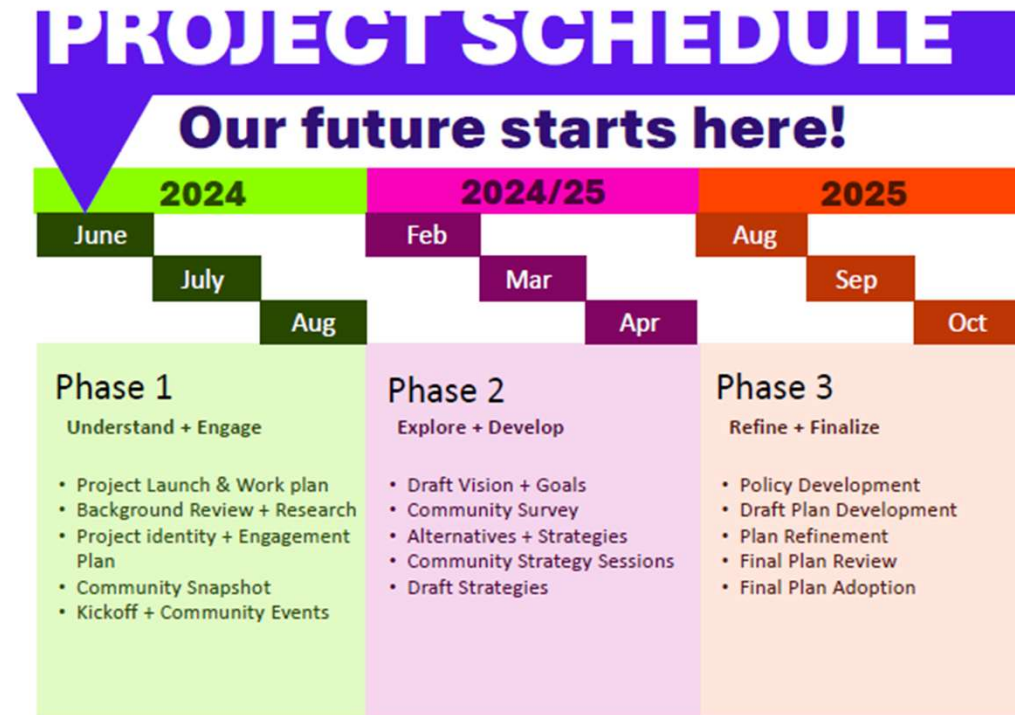 PROJECT SCHEDULE
Our future starts here!
2024
2024/25
2025
June
July
Aug
Feb
Mar
Apr
Aug
Sep
Oct
Phase 1
Understand + Engage
• Project Launch & Work plan
• Background Review + Research
• Project identity + Engagement
Plan
• Community Snapshot
• Kickoff + Community Events
Phase 2
Explore + Develop
• Draft Vision + Goals
• Community Survey
• Alternatives + Strategies
• Community Strategy Sessions
• Draft Strategies
Phase 3
Refine + Finalize
• Policy Development
• Draft Plan Development
• Plan Refinement
• Final Plan Review
• Final Plan Adoption